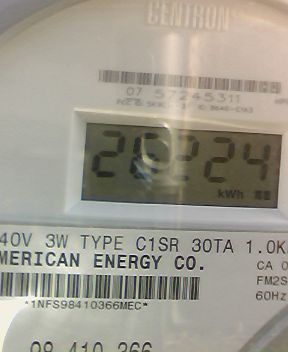 CENTRON
07 57245311
28224
kWh
40V 3W TYPE C1SR 30TA 1.0K
MERICAN ENERGY CO.
CA 0
FM2S
60Hz
*1NFS98410366MEC*
98 410 366